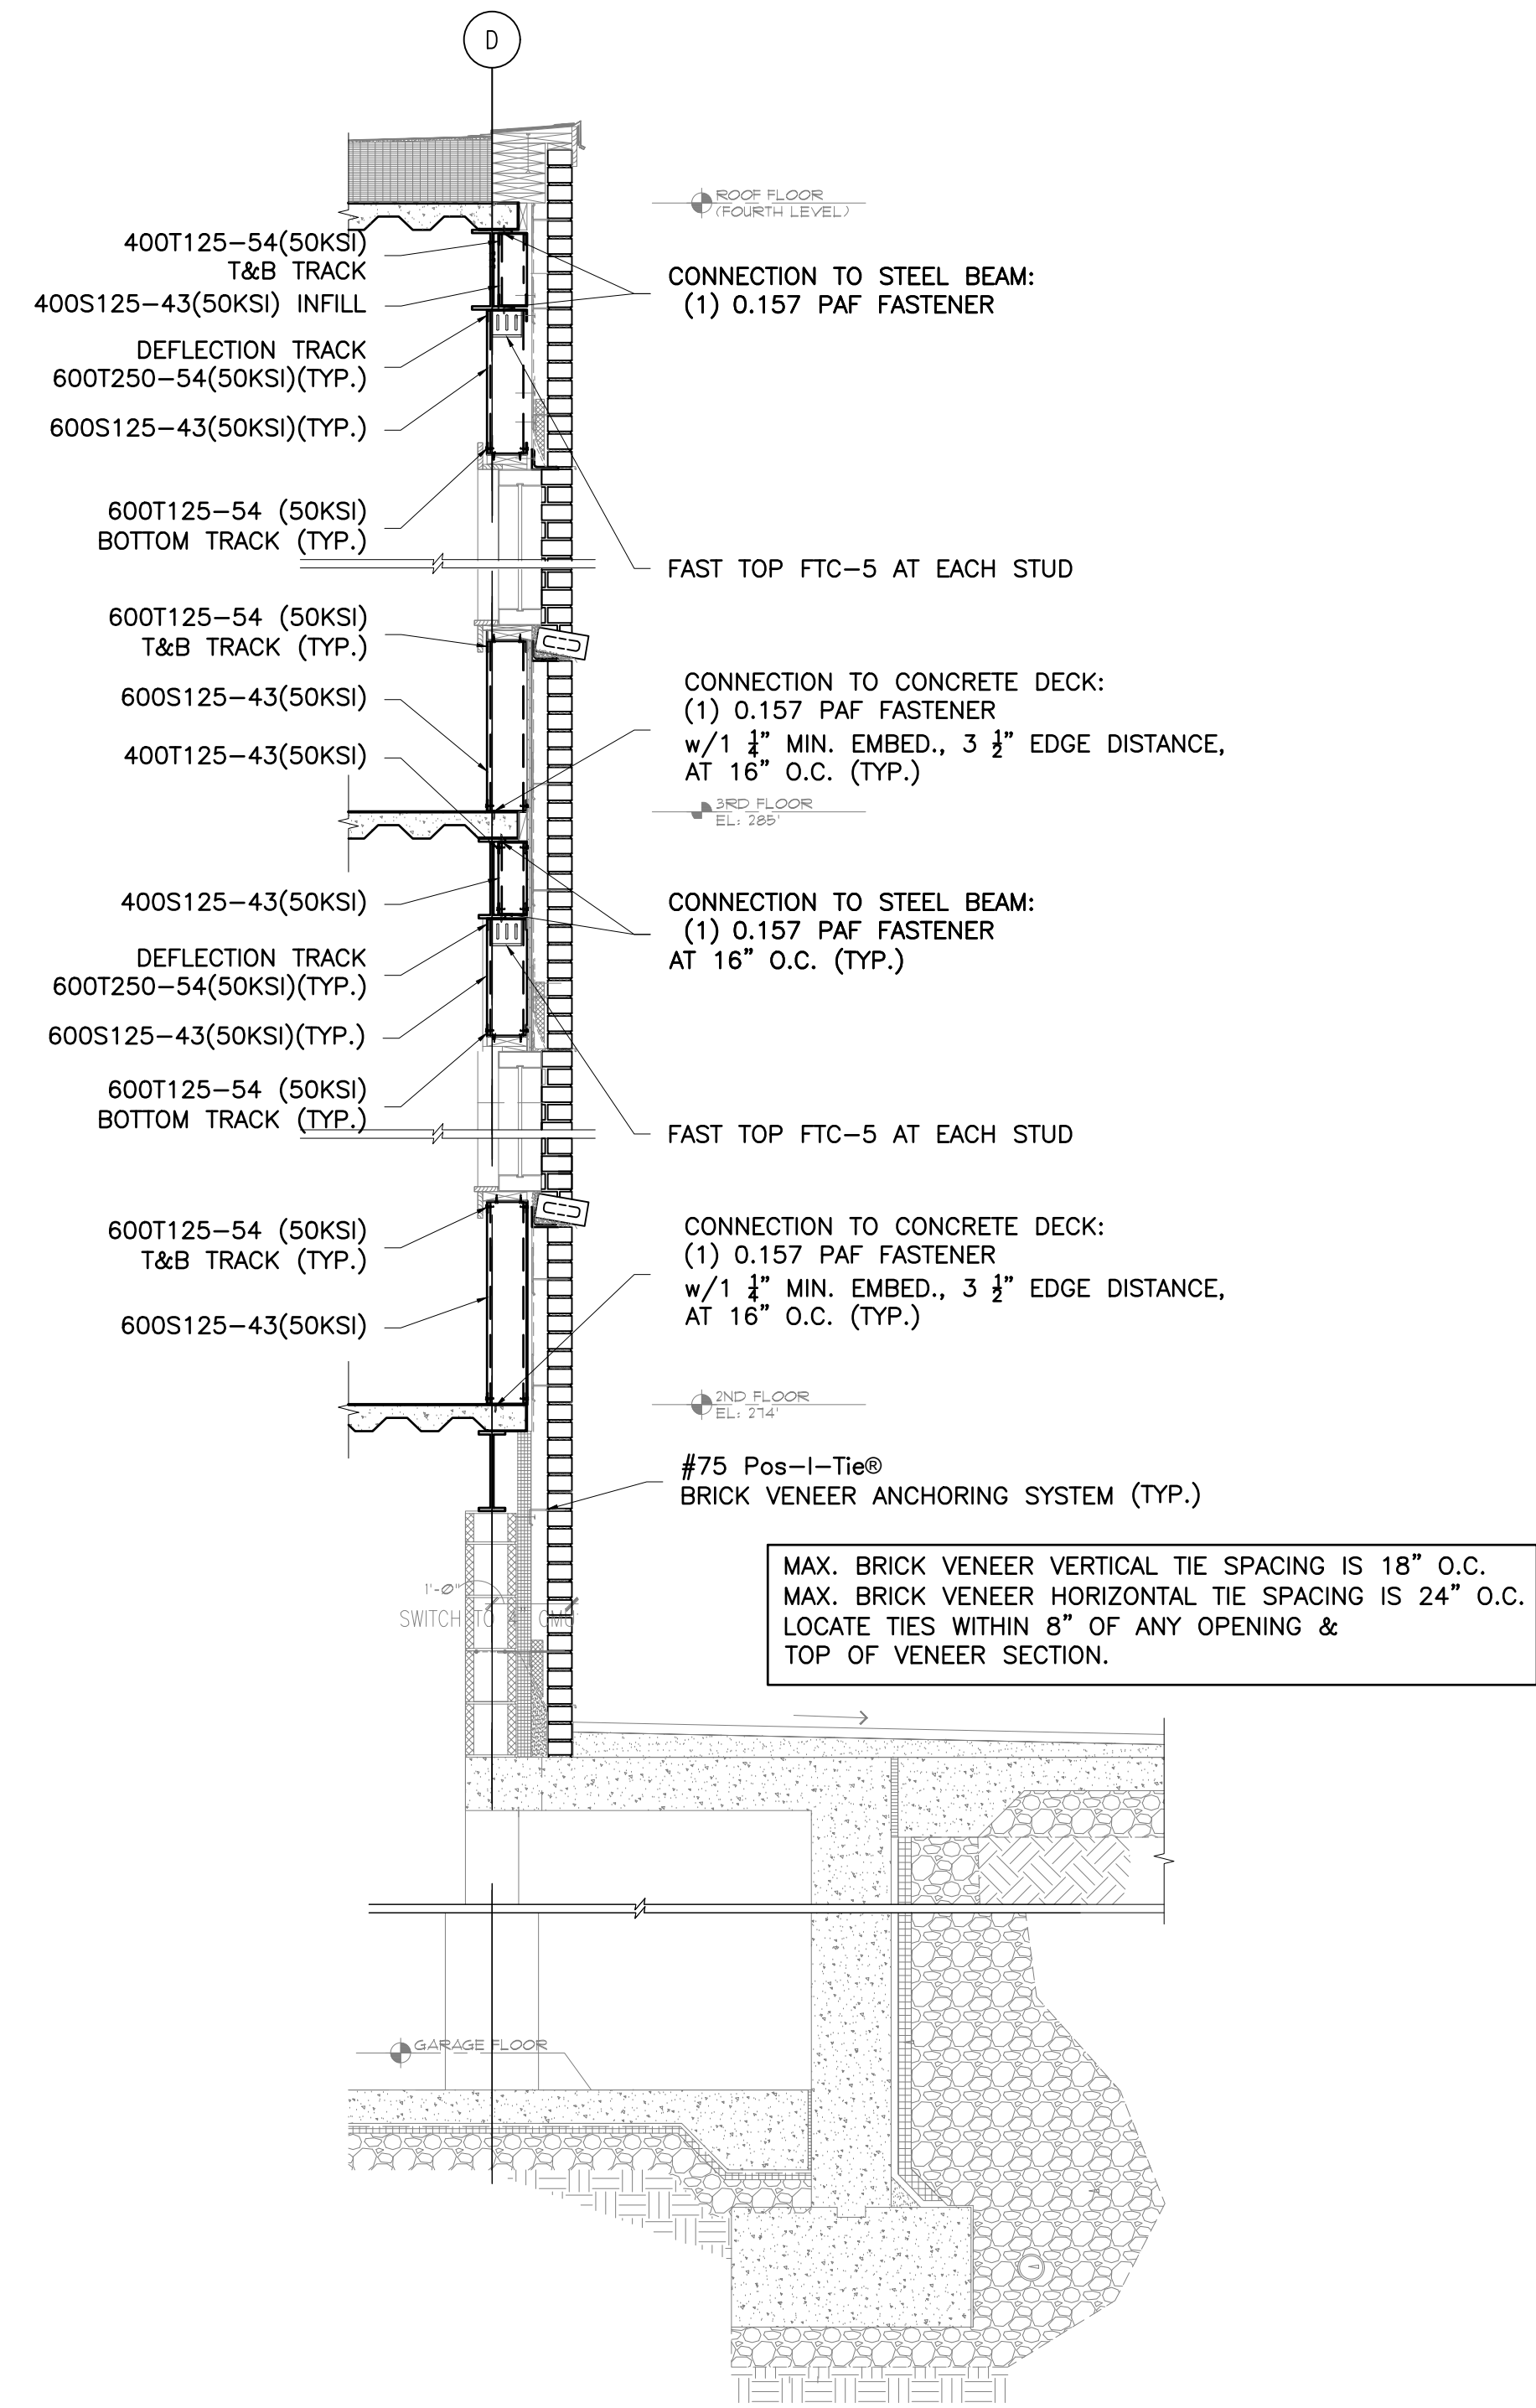 D
ROOF FLOOR
(FOURTH LEVEL)
400T125-54(50KSI)
T&B TRACK
400S125-43(50KSI) INFILL
CONNECTION TO STEEL BEAM:
(1) 0.157 PAF FASTENER
DEFLECTION TRACK
600T250-54(50KSI)(TYP.)
600S125-43(50KSI)(TYP.)
600T125-54 (50KSI)
BOTTOM TRACK (TYP.)
FAST TOP FTC-5 AT EACH STUD
600T125-54 (50KSI)
T&B TRACK (TYP.)
600S125-43(50KSI)
400T125-43(50KSI)
CONNECTION TO CONCRETE DECK:
(1) 0.157 PAF FASTENER
w/1 1/4" MIN. EMBED., 3 1/2" EDGE DISTANCE,
AT 16" O.C. (TYP.)
3RD FLOOR
EL: 285'
400S125-43(50KSI)
CONNECTION TO STEEL BEAM:
(1) 0.157 PAF FASTENER
AT 16" O.C. (TYP.)
DEFLECTION TRACK
600T250-54(50KSI)(TYP.)
600S125-43(50KSI)(TYP.)
600T125-54 (50KSI)
BOTTOM TRACK (TYP.)
FAST TOP FTC-5 AT EACH STUD
600T125-54 (50KSI)
T&B TRACK (TYP.)
600S125-43(50KSI)
CONNECTION TO CONCRETE DECK:
(1) 0.157 PAF FASTENER
w/1 1/4" MIN. EMBED., 3 1/2" EDGE DISTANCE,
AT 16" O.C. (TYP.)
2ND FLOOR
EL: 274'
#75 Pos-I-Tie®
BRICK VENEER ANCHORING SYSTEM (TYP.)
MAX. BRICK VENEER VERTICAL TIE SPACING IS 18" O.C.
MAX. BRICK VENEER HORIZONTAL TIE SPACING IS 24" O.C.
LOCATE TIES WITHIN 8" OF ANY OPENING &
TOP OF VENEER SECTION.
1'-0"
SWITCH TO 4" CMU
GARAGE FLOOR